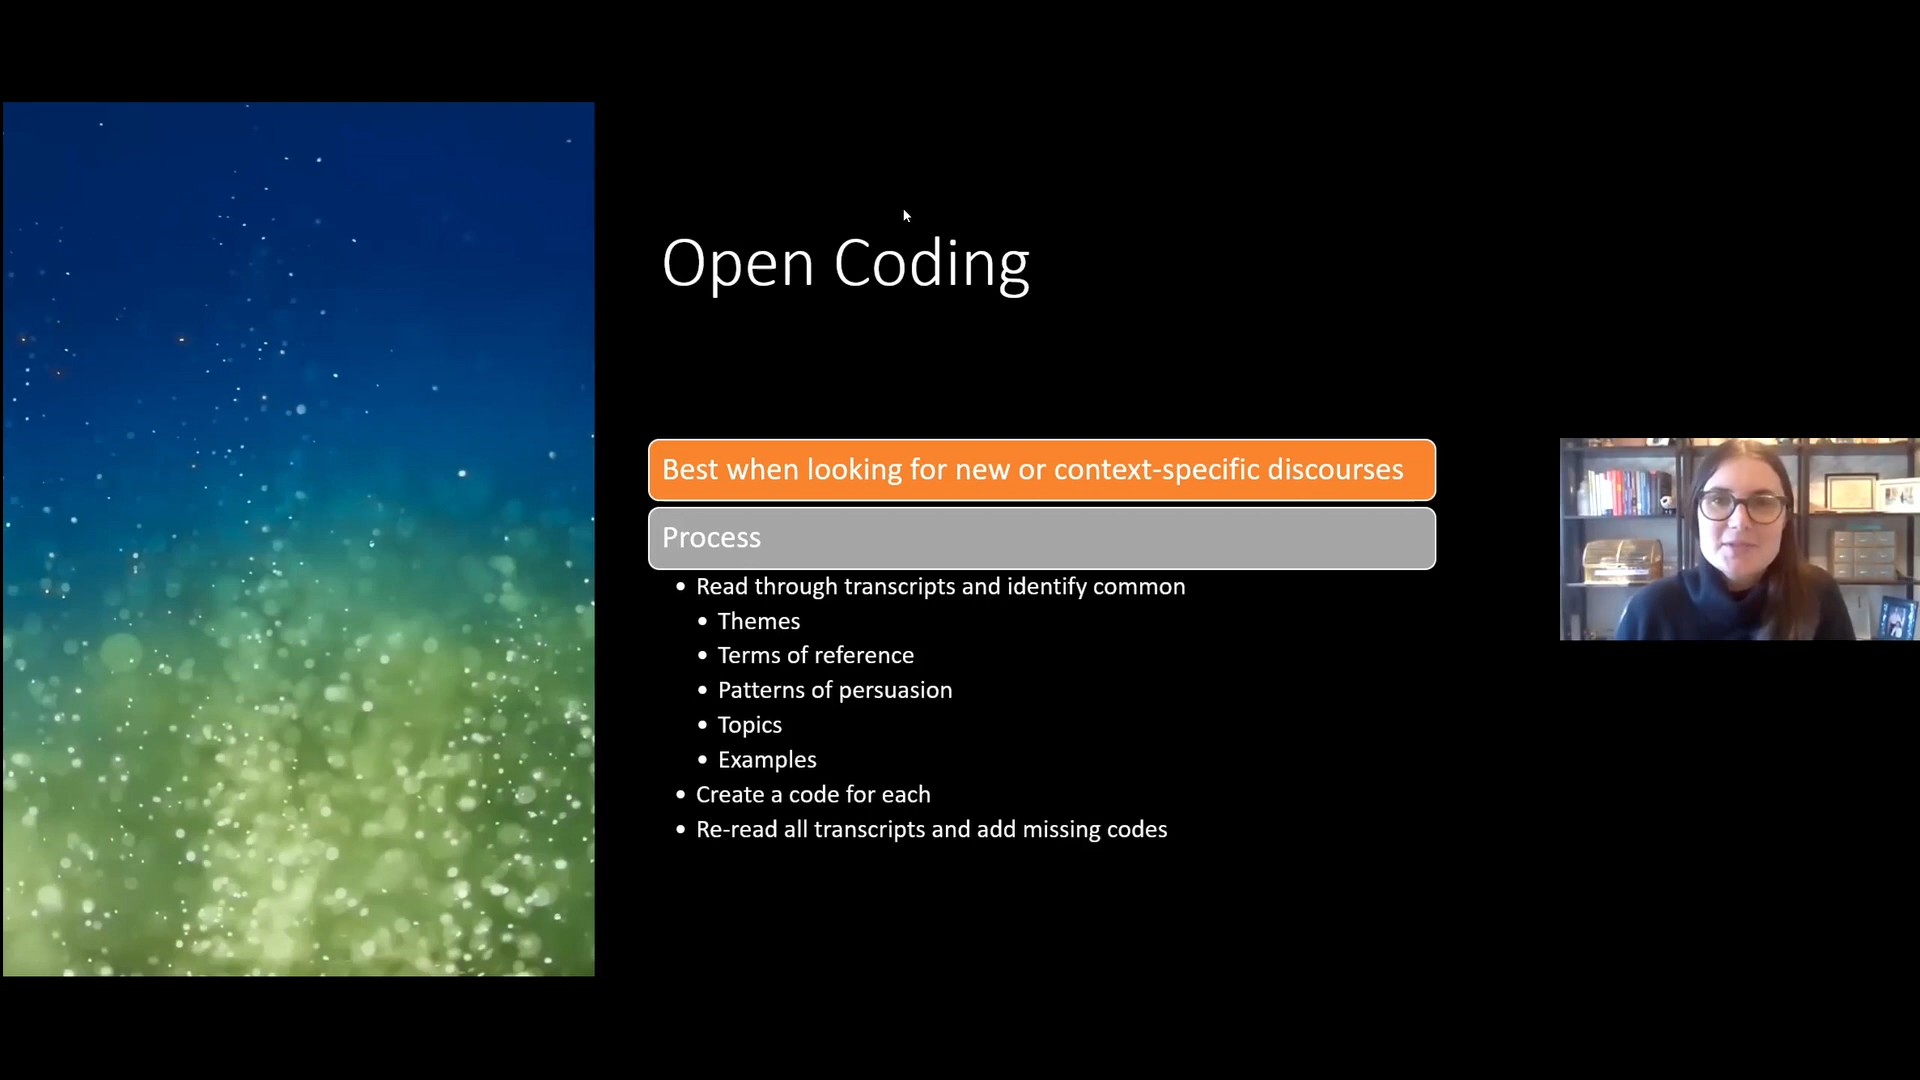 Open Coding
Best when looking for new or context-specific discourses
Process
• Read through transcripts and identify common
• Themes
• Terms of reference
• Patterns of persuasion
• Topics
• Examples
• Create a code for each
• Re-read all transcripts and add missing codes